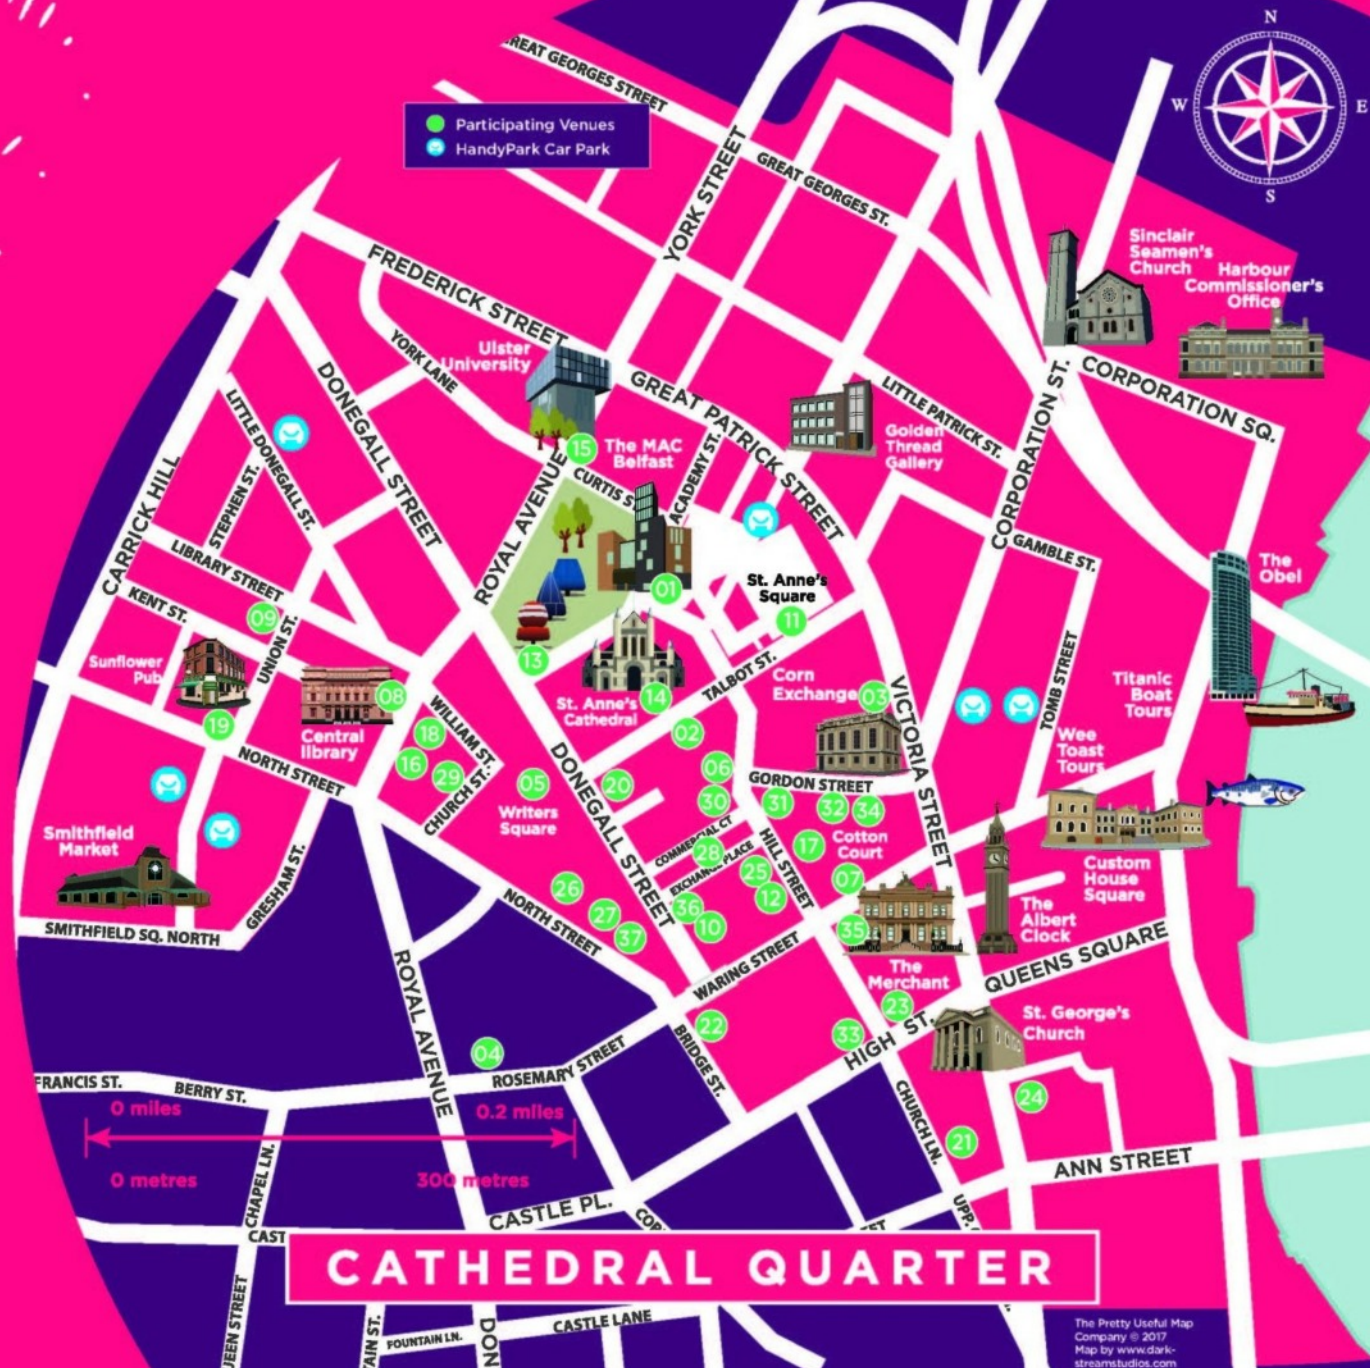 GREAT GEORGES STREET
N
W
E
S
Participating Venues
HandyPark Car Park
YORK STREET
GREAT GEORGES ST.
Sinclair
Seamen's
Church
Harbour
Commissioner's
Office
FREDERICK STREET
YORK LANE
Ulster
University
DONEGALL STREET
GREAT PATRICK STREET
LITTLE PATRICK ST.
CORPORATION ST.
CORPORATION SQ.
LITTLE DONEGALL ST.
Golden
Thread
Gallery
15
The MAC
Belfast
ACADEMY ST.
CURTIS S
CARRICK HILL
STEPHEN ST.
ROYAL AVENUE
LIBRARY STREET
KENT ST.
GAMBLE ST.
The
Obel
St. Anne's
Square
01
11
09
UNION ST.
13
Sunflower
Pub
TALBOT ST.
Corn
Exchange
03
VICTORIA STREET
TOMB STREET
Titanic
Boat
Tours
08
14
St. Anne's
Cathedral
19
Central
library
WILLIAM ST.
18
02
Wee
Toast
Tours
NORTH STREET
16
29
CHURCH ST.
05
Writers
Square
DONEGALL STREET
20
06
30
GORDON STREET
31
32
34
Smithfield
Market
COMMERCIAL CT
28
EXCHANGE PLACE
HILL STREET
17
Cotton
Court
25
07
12
Custom
House
Square
GRESHAM ST.
26
27
37
NORTH STREET
36
10
35
The
Albert
Clock
SMITHFIELD SQ. NORTH
WARING STREET
The
Merchant
QUEENS SQUARE
ROYAL AVENUE
23
22
33
HIGH ST.
St. George's
Church
BRIDGE ST.
04
ROSEMARY STREET
FRANCIS ST.
BERRY ST.
24
CHURCH LN.
0 miles
0.2 miles
21
ANN STREET
0 metres
300 metres
CHAPEL LN.
CASTLE PL.
COR
UPP.
CAST
ET
CATHEDRAL QUARTER
UEEN STREET
AIN ST.
FOUNTAIN LN.
DON
CASTLE LANE
The Pretty Useful Map
Company © 2017
Map by www.dark-
streamstudios.com